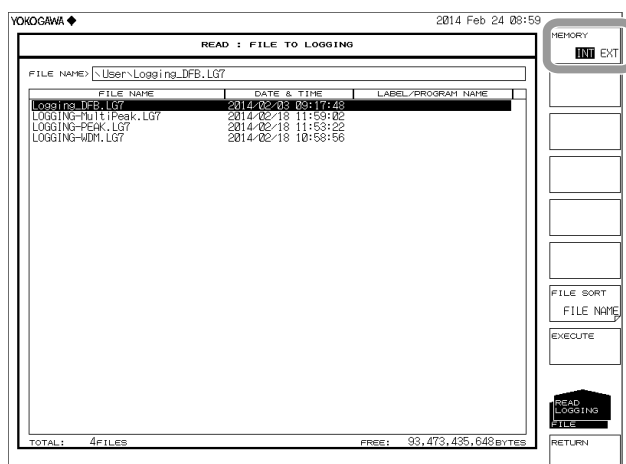 YOKOGAWA ◆ 2014 Feb 24 08:59
READ : FILE TO LOGGING
MEMORY
INT EXT
FILE NAME> \User\Logging_DFB.LG7
FILE NAME DATE & TIME LABEL/PROGRAM NAME
Logging_DFB.LG7 2014/02/03 09:17:48
LOGGING-MultiPeak.LG7 2014/02/18 11:59:02
LOGGING-PEAK.LG7 2014/02/18 11:53:22
LOGGING-WDM.LG7 2014/02/18 10:58:56
FILE SORT
FILE NAME
EXECUTE
READ
LOGGING
FILE
TOTAL: 4FILES FREE: 93,473,435,648BYTES
RETURN